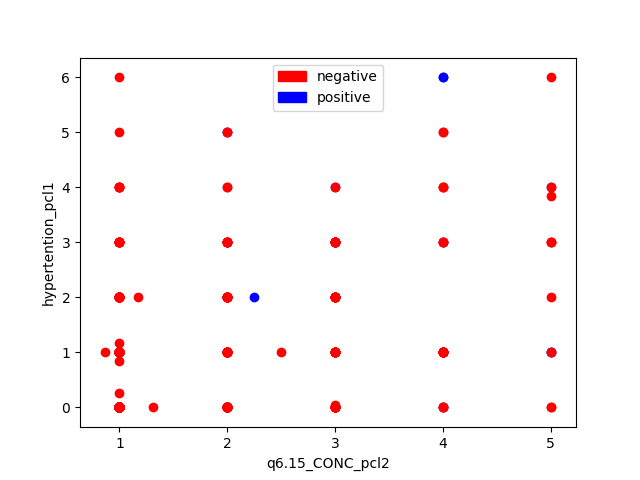 negative
positive
6
5
4
3
2
1
0
hypertention_pcl1
1 2 3 4 5
q6.15_CONC_pcl2